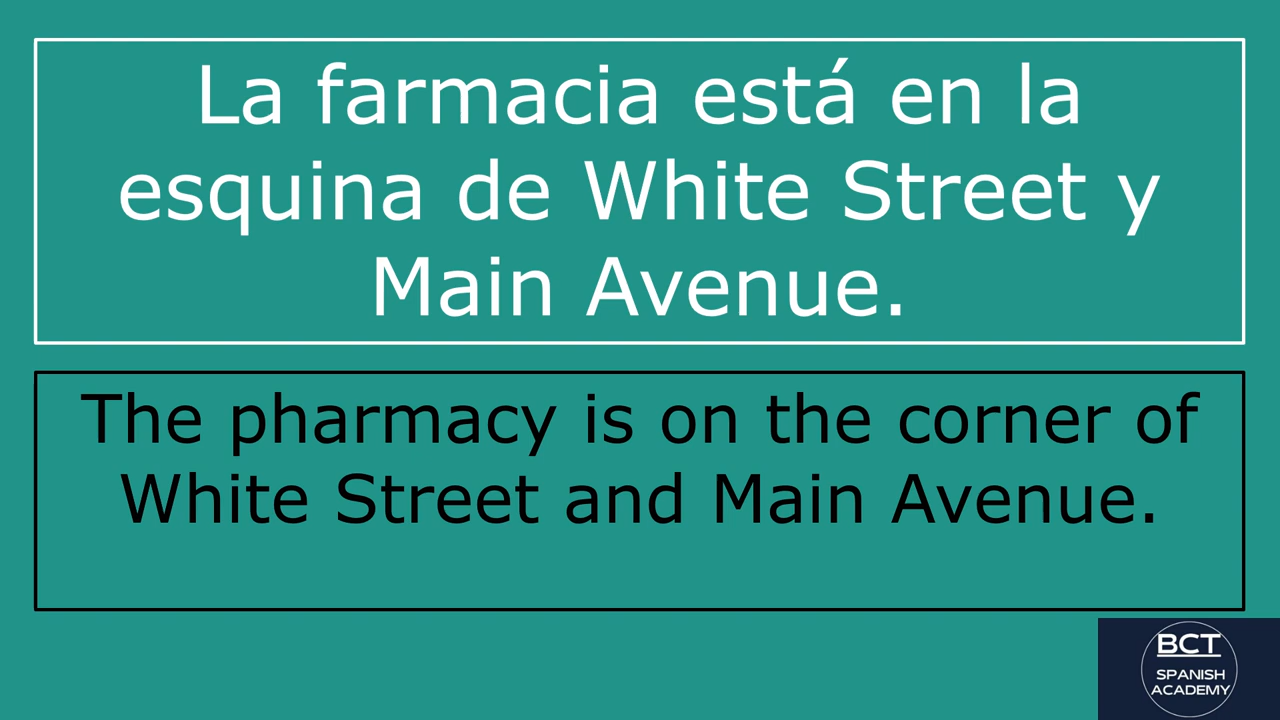 La farmacia está en la
esquina de White Street y
Main Avenue.
The pharmacy is on the corner of
White Street and Main Avenue.
BCT
SPANISH
ACADEMY